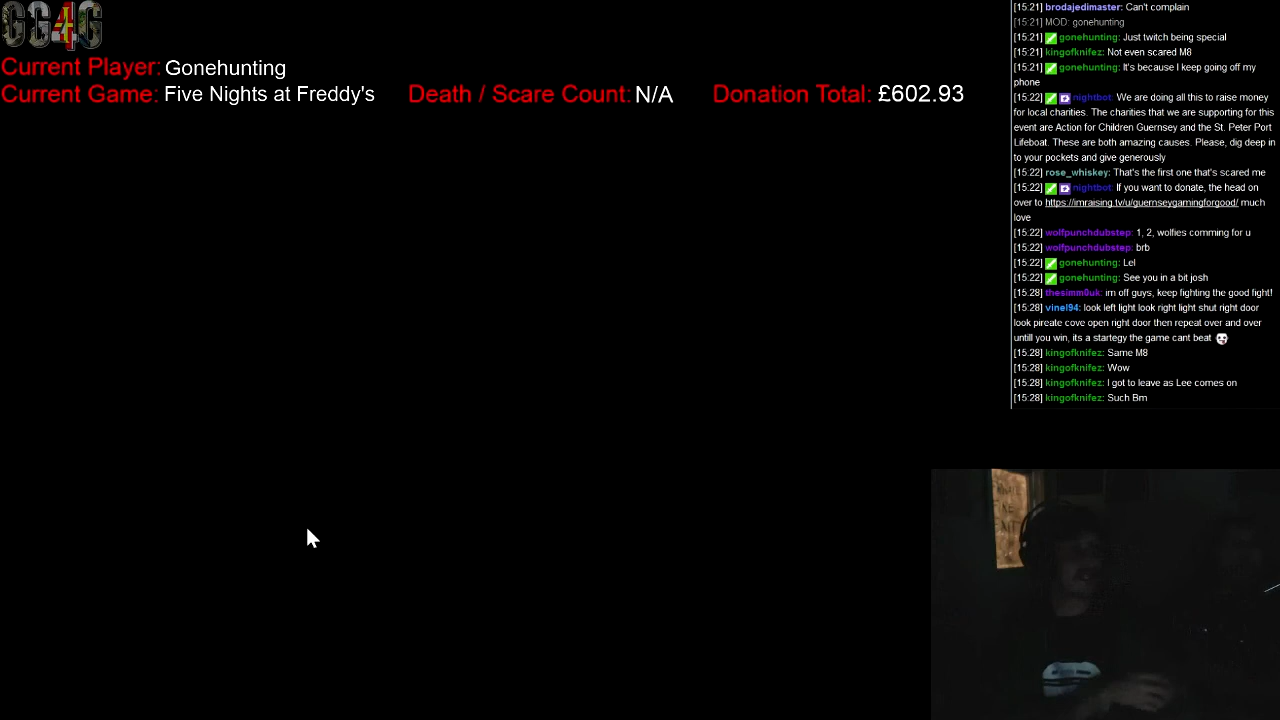 GG4G
Current Player: Gonehunting
Current Game: Five Nights at Freddy's Death / Scare Count: N/A Donation Total: £602.93
[15:21] brodajedimaster: Can't complain
[15:21] MOD: gonehunting
[15:21] gonehunting: Just twitch being special
[15:21] kingofknifez: Not even scared M8
[15:21] gonehunting: It's because I keep going off my
phone
[15:22] nightbot: We are doing all this to raise money
for local charities. The charities that we are supporting for this
event are Action for Children Guernsey and the St. Peter Port
Lifeboat. These are both amazing causes. Please, dig deep in
to your pockets and give generously
[15:22] rose_whiskey: That's the first one that's scared me
[15:22] nightbot: If you want to donate, the head on
over to https://imraising.tv/u/guernseygamingforgood/ much
love
[15:22] wolfpunchdubstep: 1, 2, wolfies comming for u
[15:22] wolfpunchdubstep: brb
[15:22] gonehunting: Lel
[15:22] gonehunting: See you in a bit josh
[15:28] thesimm0uk: im off guys, keep fighting the good fight!
[15:28] vinel94: look left light look right light shut right door
look pireate cove open right door then repeat over and over
untill you win, its a startegy the game cant beat
[15:28] kingofknifez: Same M8
[15:28] kingofknifez: Wow
[15:28] kingofknifez: I got to leave as Lee comes on
[15:28] kingofknifez: Such Bm